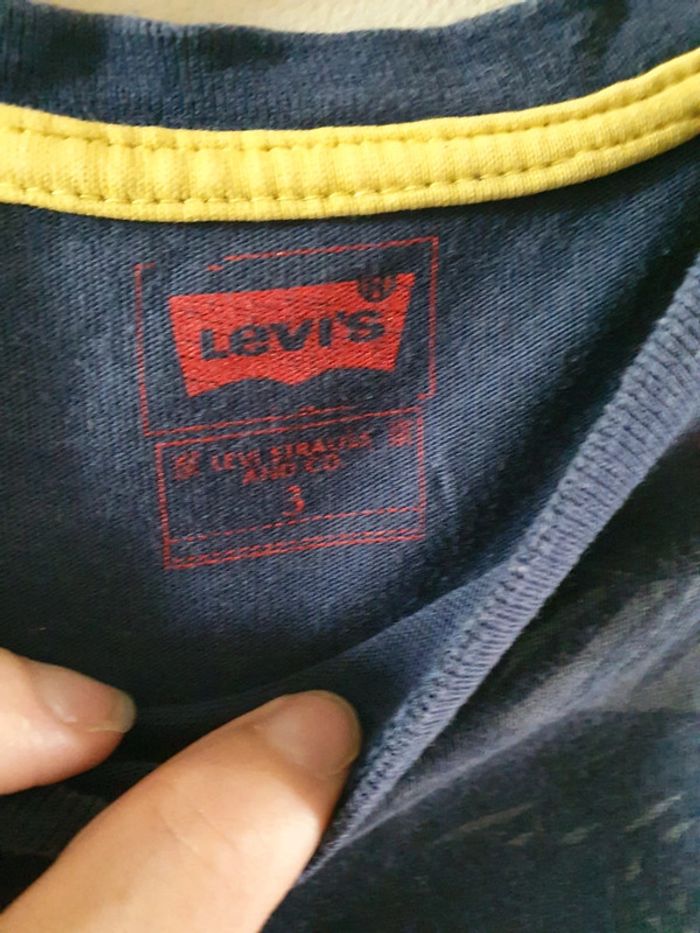 Levi's ®
LEVI STRAUSS
AND CO
3